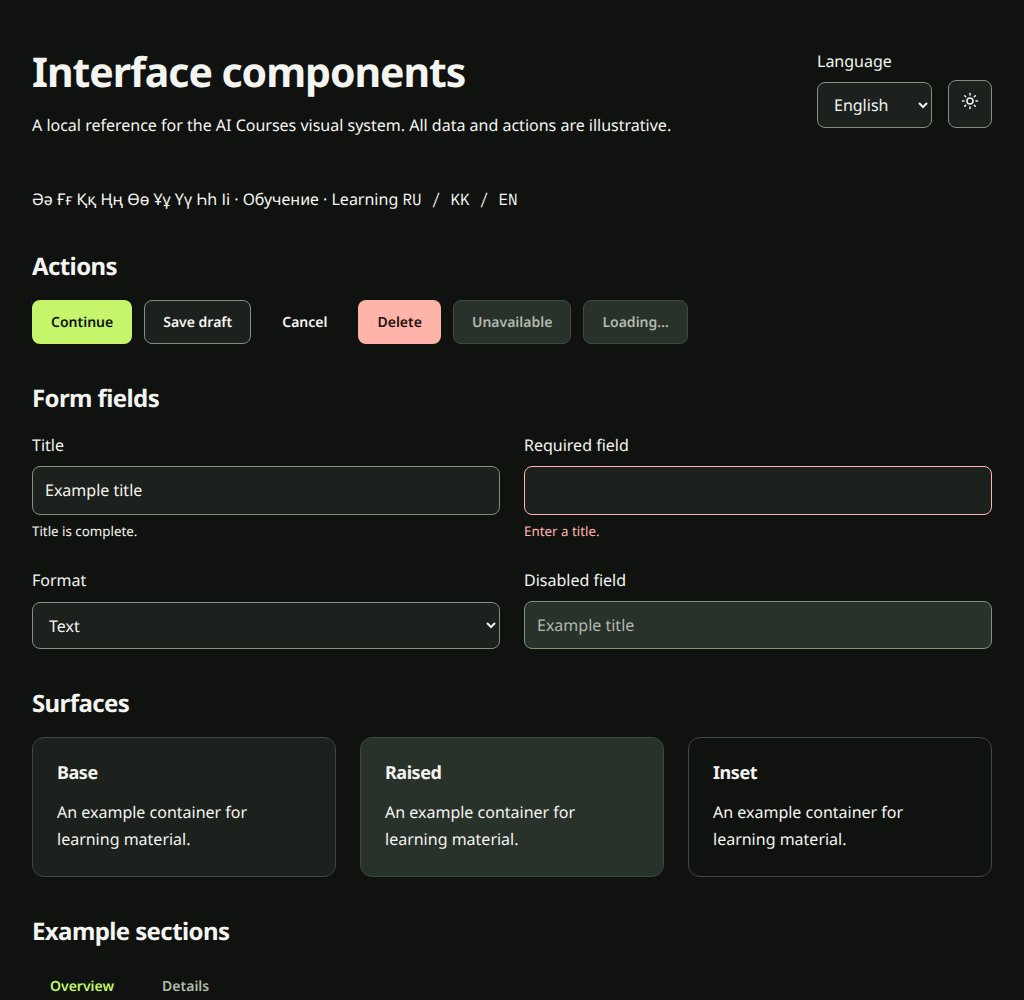 Interface components
Language
English
A local reference for the AI Courses visual system. All data and actions are illustrative.
Әә Ғғ Ққ Ңң Өө Ұұ Үү Һһ Іі · Обучение · Learning RU / KK / EN
Actions
Continue Save draft Cancel Delete Unavailable Loading...
Form fields
Title Required field
Example title
Title is complete. Enter a title.
Format Disabled field
Text Example title
Surfaces
Base Raised Inset
An example container for An example container for An example container for
learning material. learning material. learning material.
Example sections
Overview Details